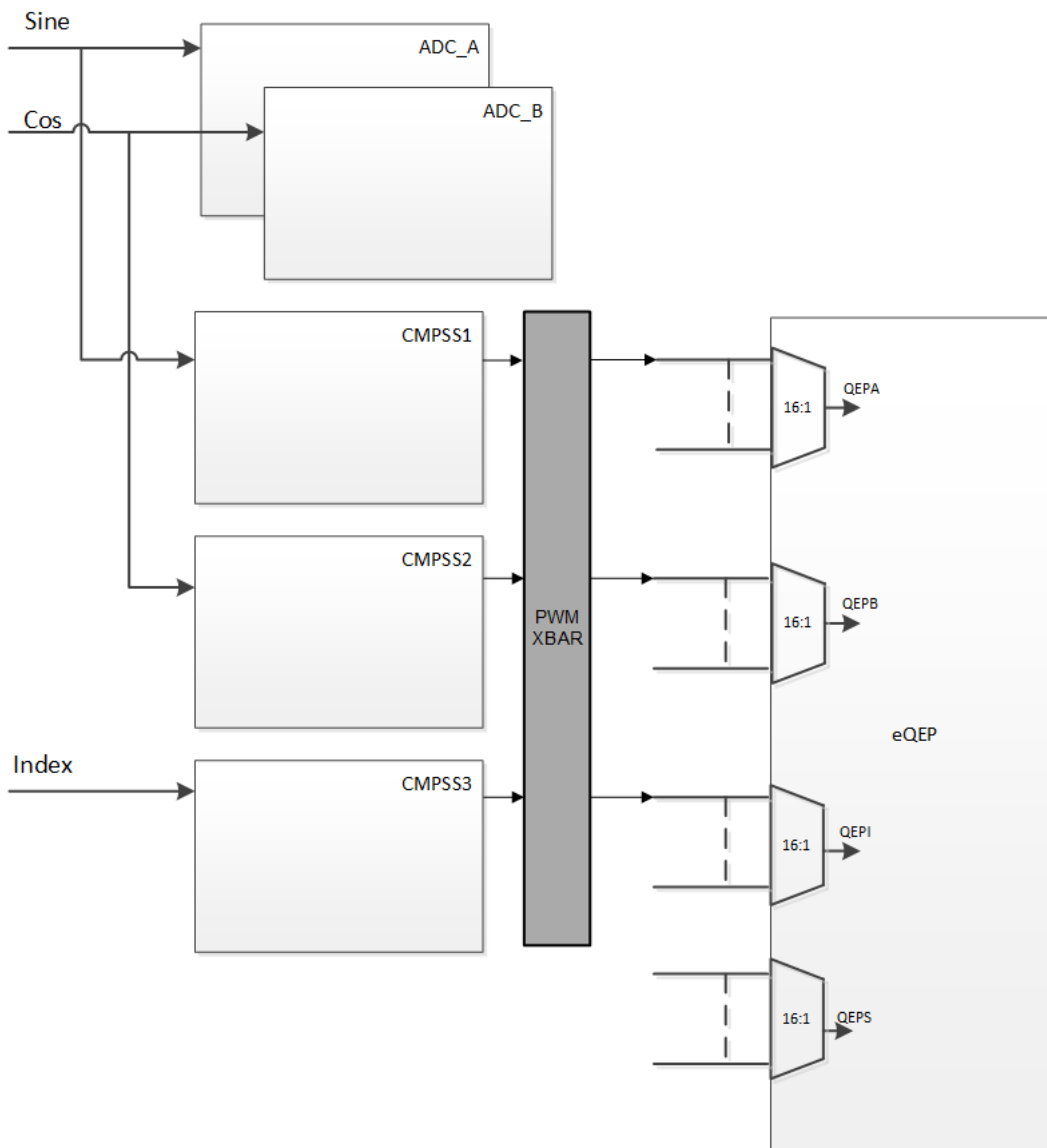 Sine
ADC_A
Cos
ADC_B
CMPSS1
QEPA
16:1
CMPSS2
QEPB
16:1
PWM
XBAR
eQEP
Index
CMPSS3
QEPI
16:1
16:1
QEPS